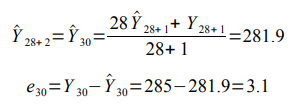 Ŷ₂₈₊₂ = Ŷ₃₀ = (28 Ŷ₂₈₊₁ + Y₂₈₊₁) / (28 + 1) = 281.9
e₃₀ = Y₃₀ − Ŷ₃₀ = 285 − 281.9 = 3.1